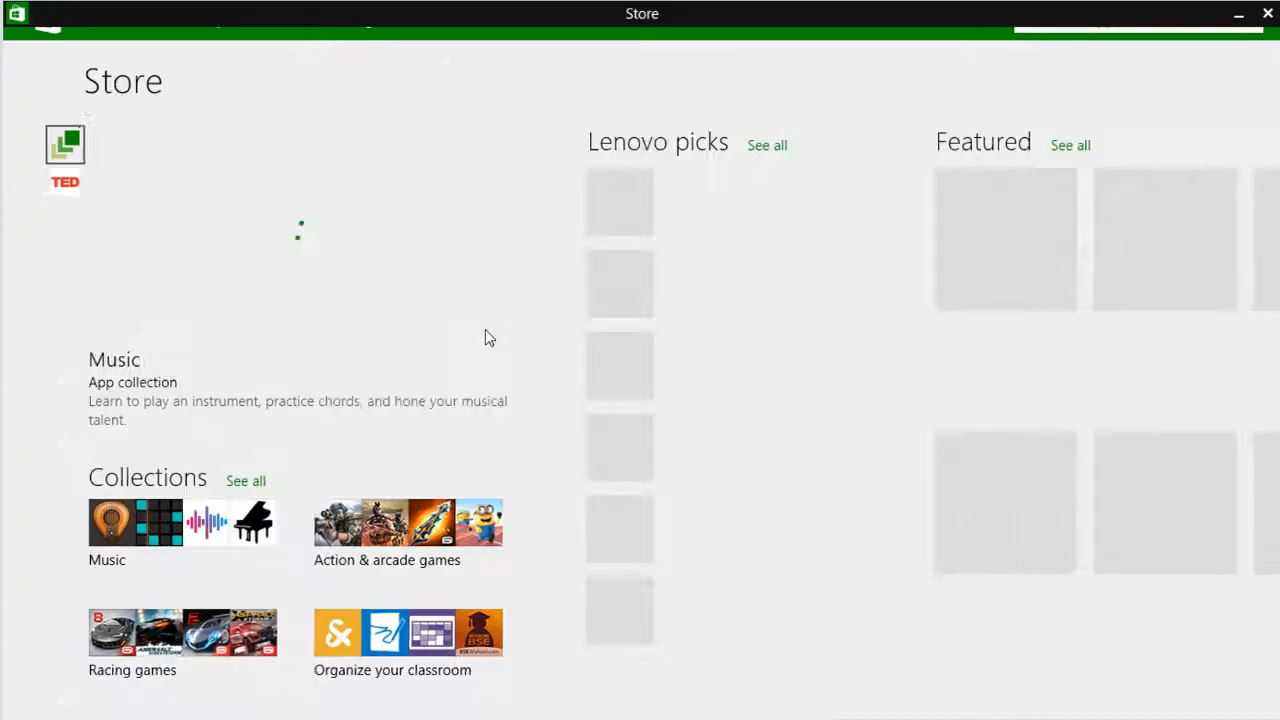 Store
Store
TED
Lenovo picks See all
Featured See all
Music
App collection
Learn to play an instrument, practice chords, and hone your musical
talent.
Collections See all
Music
Action & arcade games
Racing games
Organize your classroom